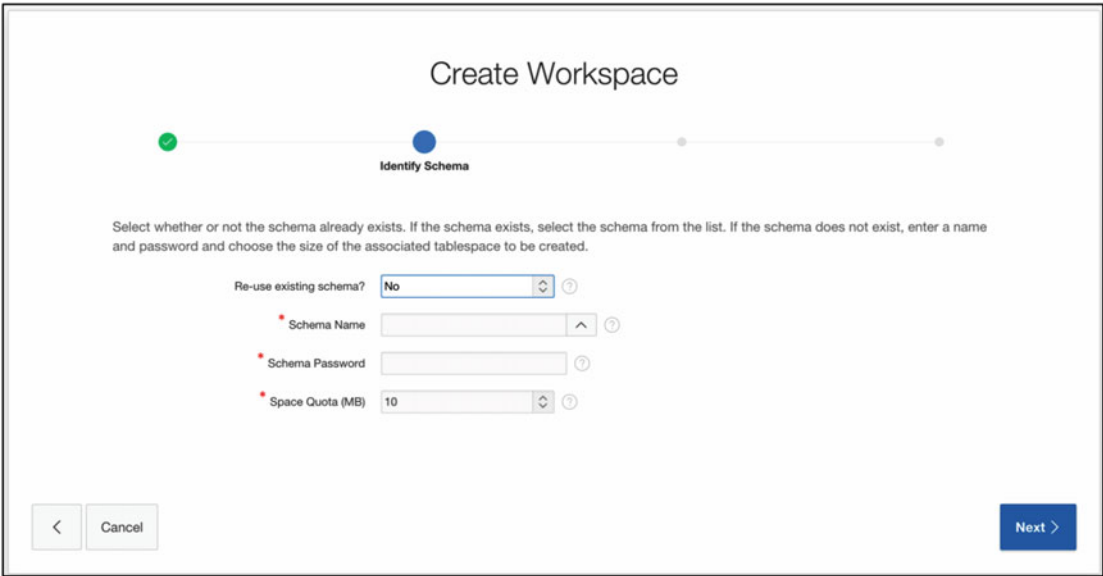 Create Workspace
Identify Schema
Select whether or not the schema already exists. If the schema exists, select the schema from the list. If the schema does not exist, enter a name
and password and choose the size of the associated tablespace to be created.
Re-use existing schema? No ?
* Schema Name ?
* Schema Password ?
* Space Quota (MB) 10 ?
Cancel
Next